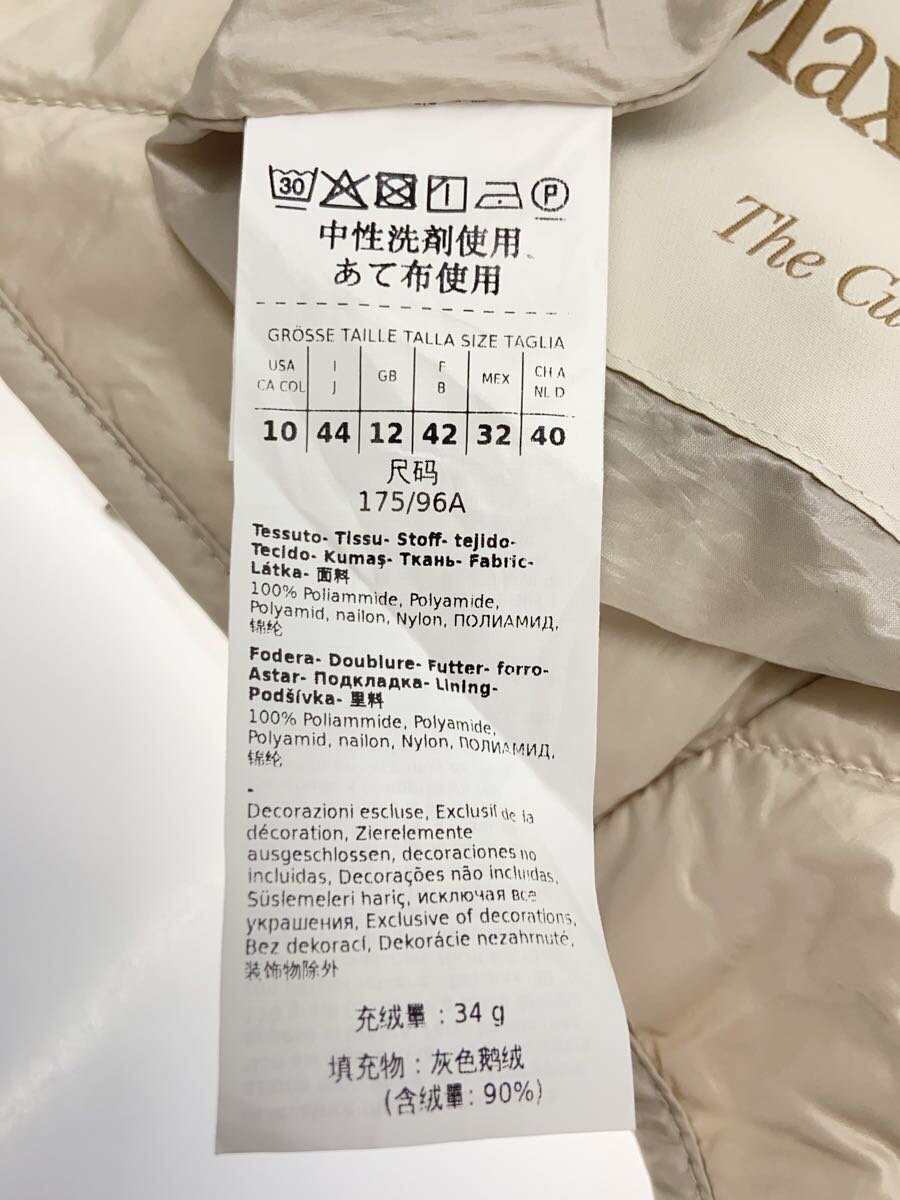 Max
The Cu
30 P
中性洗剤使用、
あて布使用
GRÖSSE TAILLE TALLA SIZE TAGLIA
USA I GB F MEX CH A
CA COL J B NL D
10 44 12 42 32 40
尺码
175/96A
Tessuto- Tissu- Stoff- tejido-
Tecido- Kumaş- Ткань- Fabric-
Látka- 面料
100% Poliammide, Polyamide,
Polyamid, nailon, Nylon, ПОЛИАМИД,
锦纶
Fodera- Doublure- Futter- forro-
Astar- Подкладка- Lining-
Podšívka- 里料
100% Poliammide, Polyamide,
Polyamid, nailon, Nylon, ПОЛИАМИД,
锦纶
-
Decorazioni escluse, Exclusif de la
décoration, Zierelemente
ausgeschlossen, decoraciones no
incluidas, Decorações não incluidas,
Süslemeleri hariç, исключая все
украшения, Exclusive of decorations,
Bez dekorací, Dekorácie nezahrnuté,
装饰物除外
充绒量：34 g
填充物：灰色鹅绒
(含绒量: 90%)